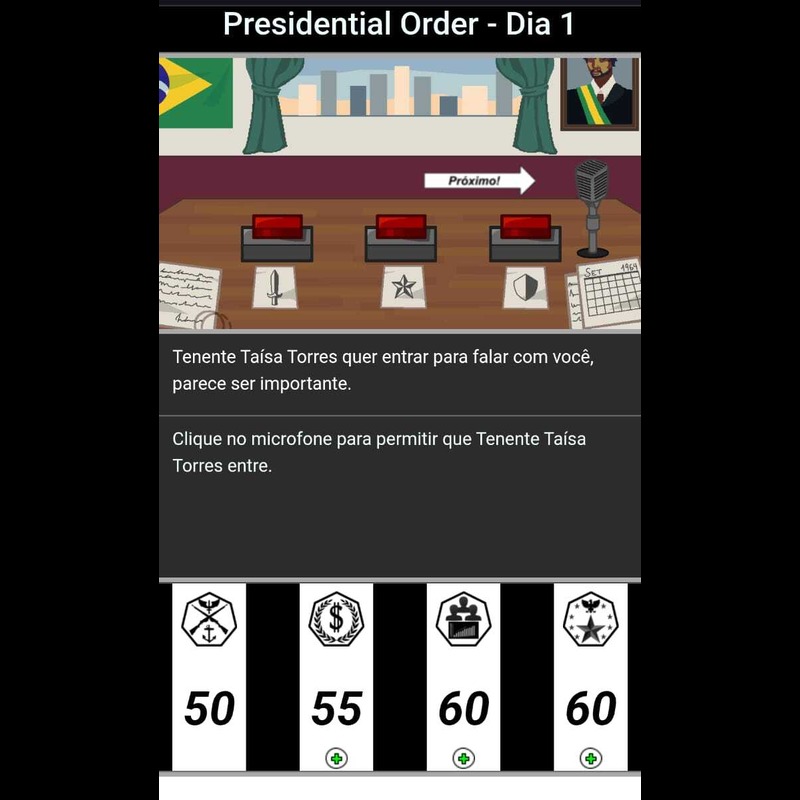 Presidential Order - Dia 1
Próximo!
SET 1964
Tenente Taísa Torres quer entrar para falar com você,
parece ser importante.
Clique no microfone para permitir que Tenente Taísa
Torres entre.
$
50
55
60
60